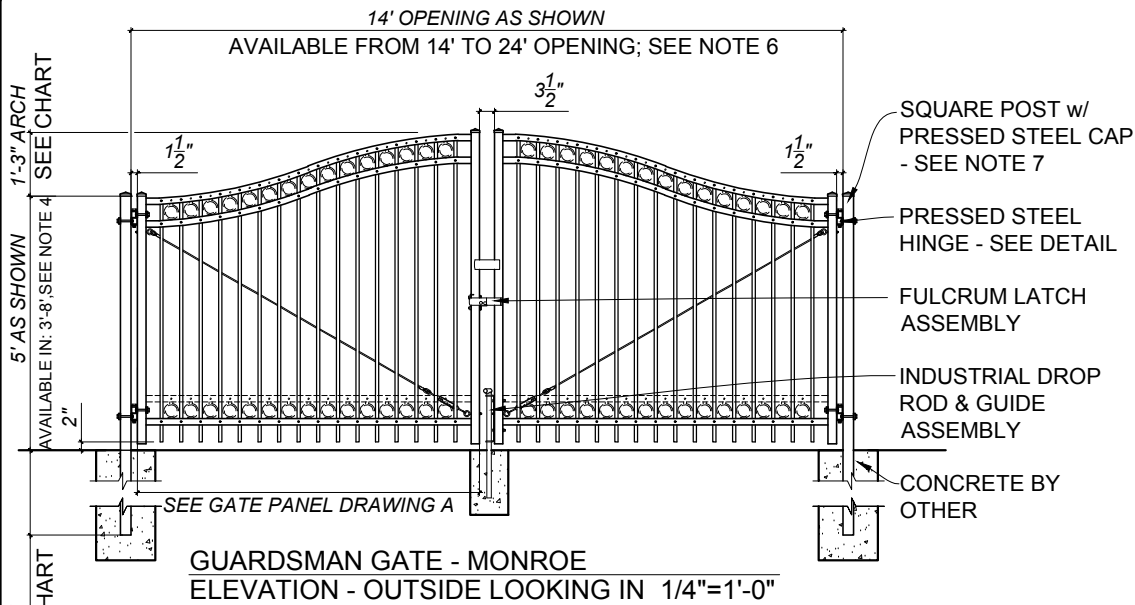 14' OPENING AS SHOWN
AVAILABLE FROM 14' TO 24' OPENING; SEE NOTE 6
1'-3" ARCH
SEE CHART
3 1/2"
1 1/2"
1 1/2"
SQUARE POST w/
PRESSED STEEL CAP
- SEE NOTE 7
PRESSED STEEL
HINGE - SEE DETAIL
5' AS SHOWN
AVAILABLE IN: 3'-8', SEE NOTE 4
FULCRUM LATCH
ASSEMBLY
INDUSTRIAL DROP
ROD & GUIDE
ASSEMBLY
2"
CONCRETE BY
OTHER
SEE GATE PANEL DRAWING A
HART
GUARDSMAN GATE - MONROE
ELEVATION - OUTSIDE LOOKING IN 1/4"=1'-0"